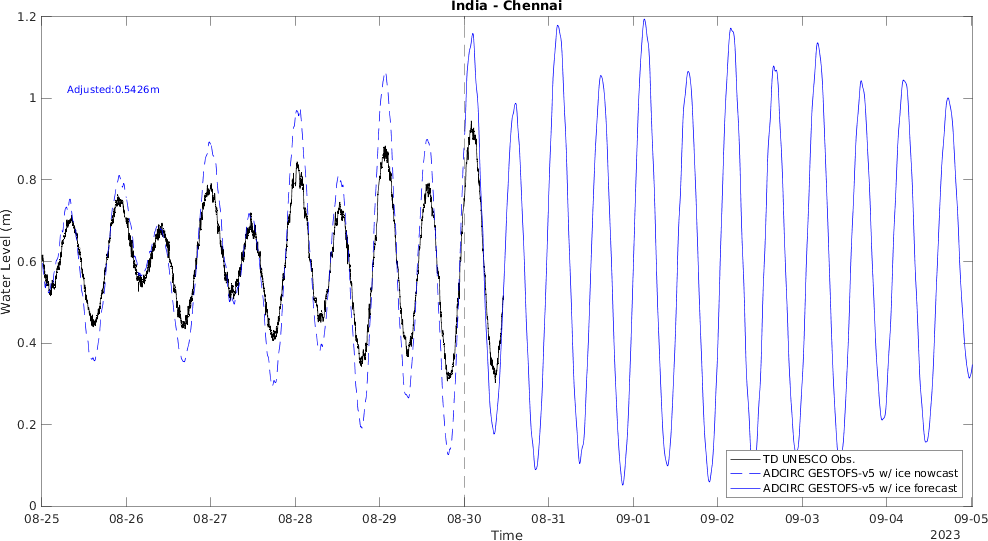 India - Chennai
1.2
1
0.8
0.6
0.4
0.2
0
Water Level (m)
Adjusted:0.5426m
TD UNESCO Obs.
ADCIRC GESTOFS-v5 w/ ice nowcast
ADCIRC GESTOFS-v5 w/ ice forecast
08-25 08-26 08-27 08-28 08-29 08-30 08-31 09-01 09-02 09-03 09-04 09-05
Time
2023